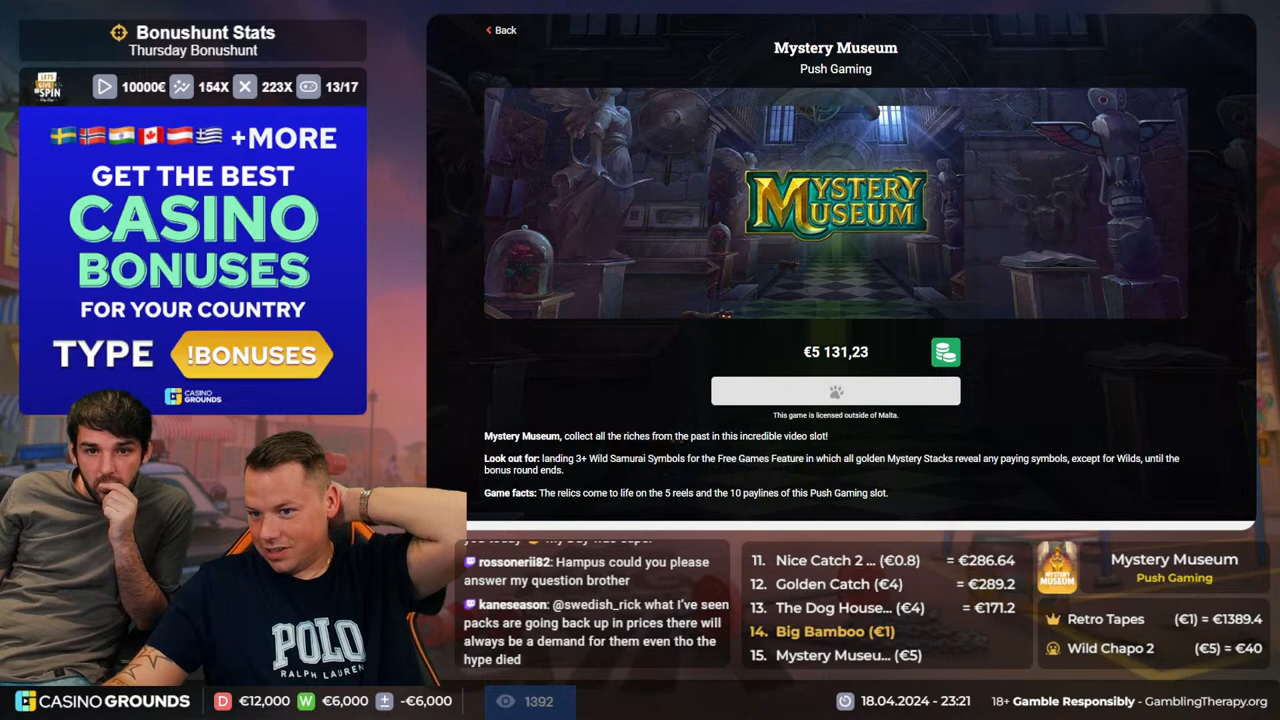 Bonushunt Stats
Thursday Bonushunt
LETS GIVE IT A SPIN
10000€ 154X 223X 13/17
+MORE
GET THE BEST
CASINO
BONUSES
FOR YOUR COUNTRY
TYPE !BONUSES
CASINO GROUNDS
Back
Mystery Museum
Push Gaming
MYSTERY MUSEUM
€5 131,23
This game is licensed outside of Malta.
Mystery Museum, collect all the riches from the past in this incredible video slot!
Look out for: landing 3+ Wild Samurai Symbols for the Free Games Feature in which all golden Mystery Stacks reveal any paying symbols, except for Wilds, until the
bonus round ends.
Game facts: The relics come to life on the 5 reels and the 10 paylines of this Push Gaming slot.
POLO
RALPH LAUREN
rossonerii82: Hampus could you please
answer my question brother
kaneseason: @swedish_rick what I've seen
packs are going back up in prices there will
always be a demand for them even tho the
hype died
11. Nice Catch 2 ... (€0.8) = €286.64
12. Golden Catch (€4) = €289.2
13. The Dog House... (€4) = €171.2
14. Big Bamboo (€1)
15. Mystery Museu... (€5)
MYSTERY MUSEUM
Mystery Museum
Push Gaming
Retro Tapes (€1) = €1389.4
Wild Chapo 2 (€5) = €40
CASINO GROUNDS
D €12,000 W €6,000 ± -€6,000
1392
18.04.2024 - 23:21
18+ Gamble Responsibly - GamblingTherapy.org